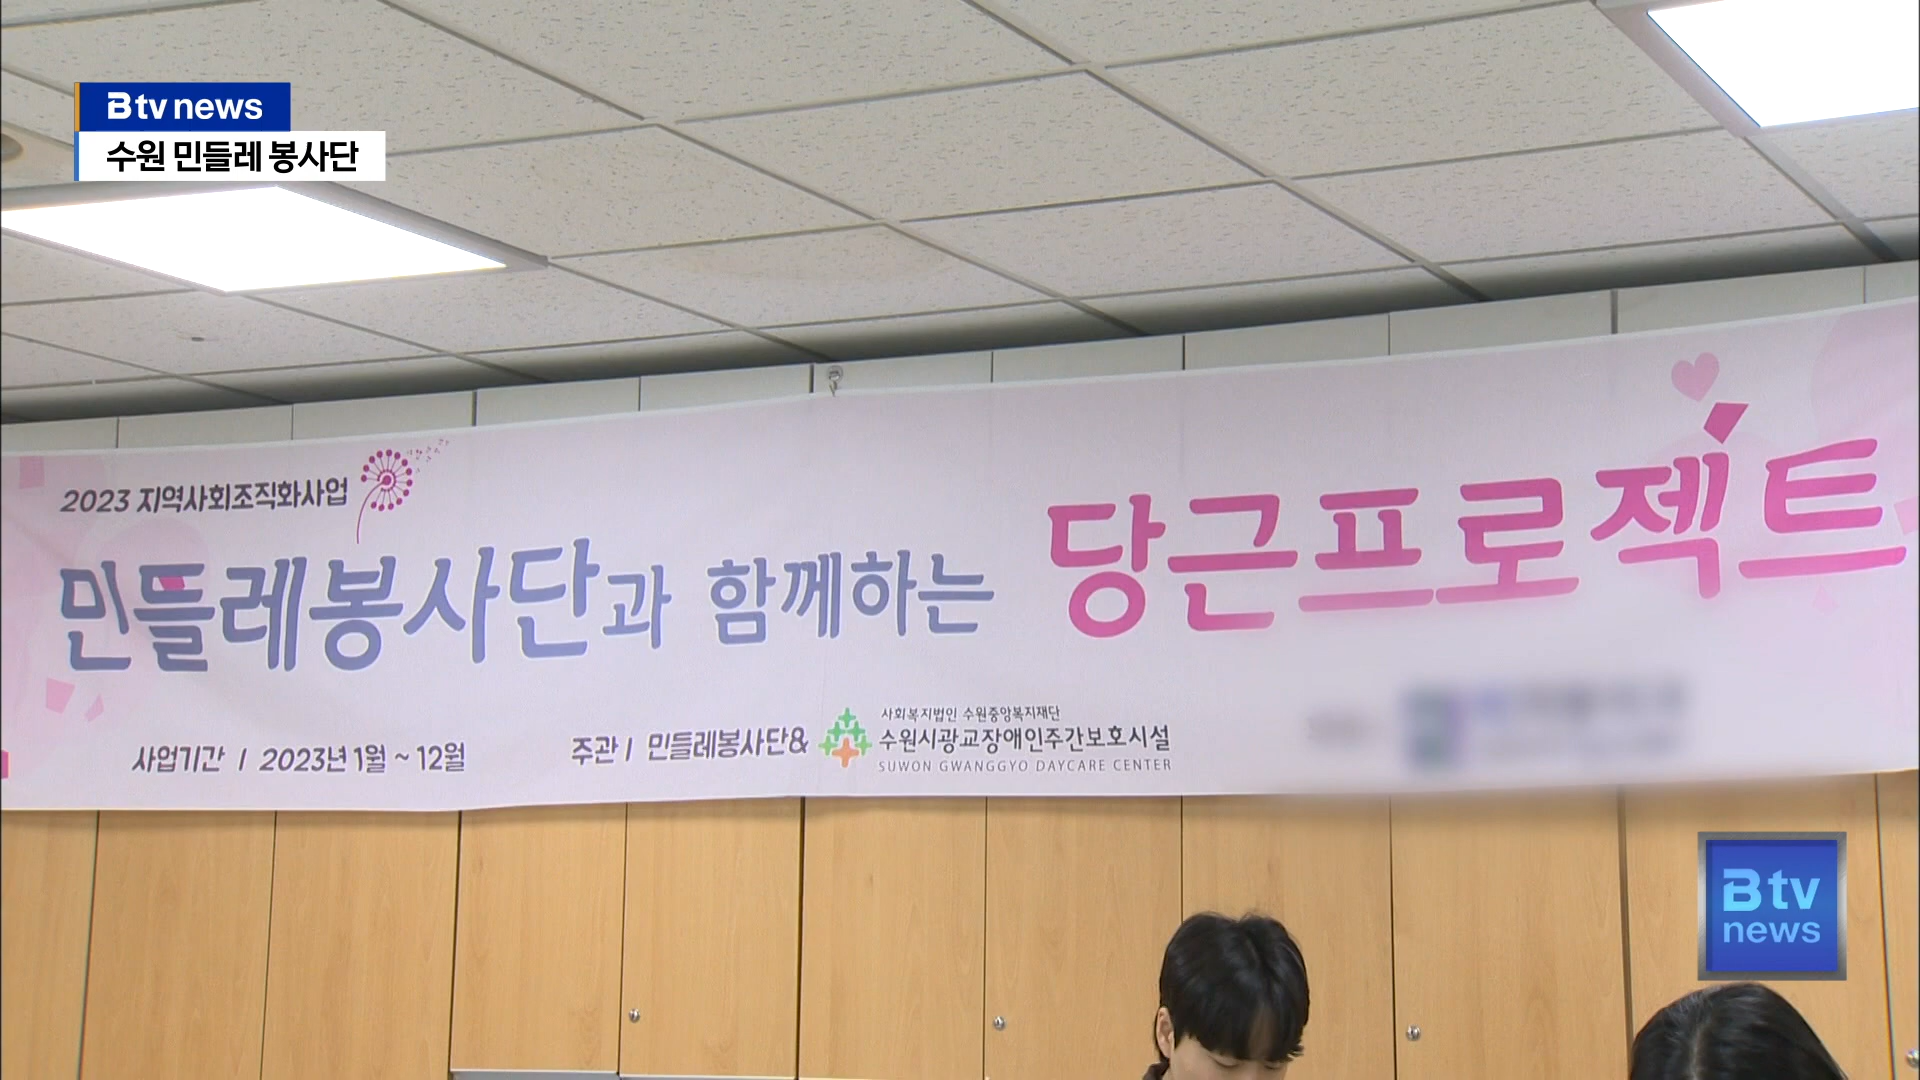 B tv news
수원 민들레 봉사단
2023 지역사회조직화사업
민들레봉사단과 함께하는 당근프로젝트
사업기간 / 2023년 1월 ~ 12월
주관 / 민들레봉사단&
사회복지법인 수원중앙복지재단
수원시광교장애인주간보호시설
SUWON GWANGGYO DAYCARE CENTER
B tv
news